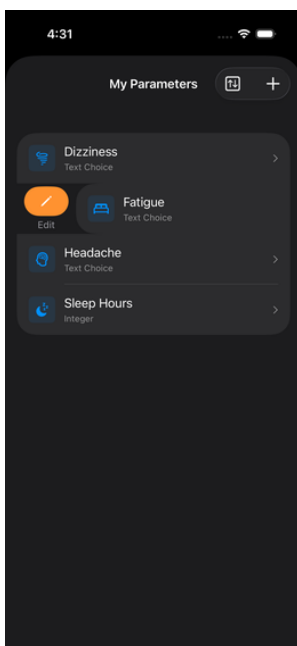 4:31
My Parameters
Dizziness
Text Choice
Fatigue
Text Choice
Edit
Headache
Text Choice
Sleep Hours
Integer